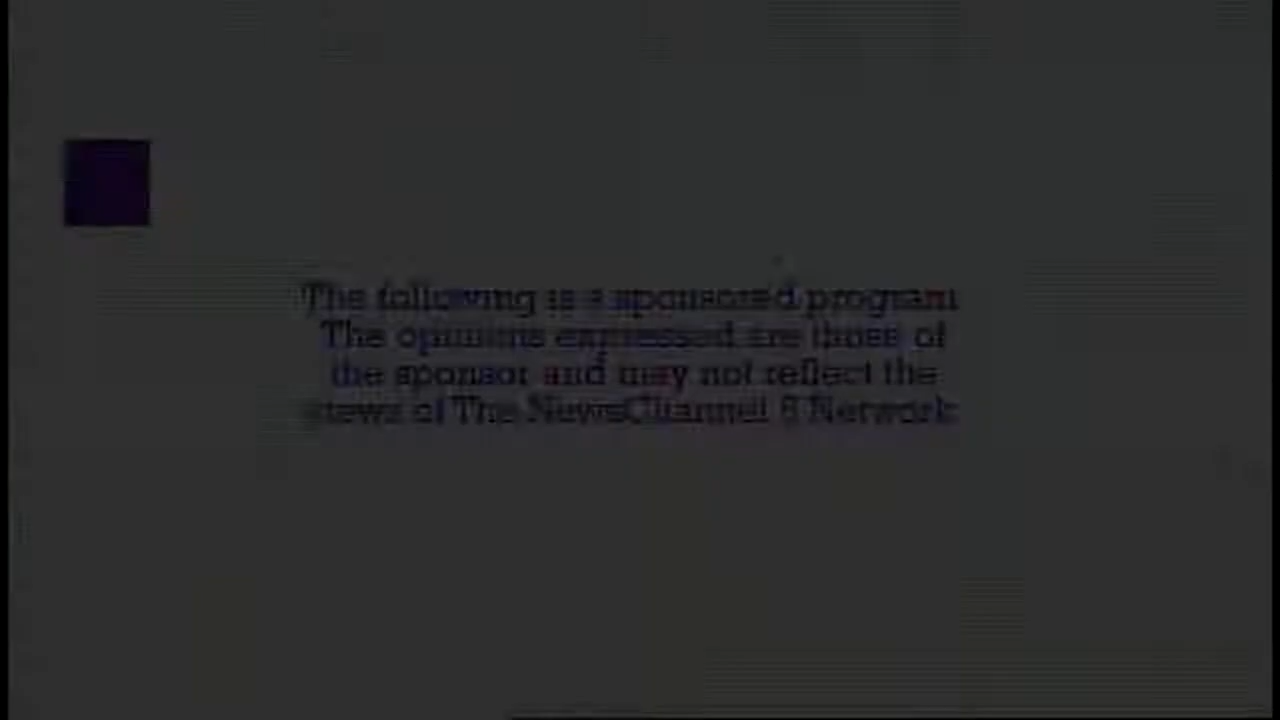 The following is a sponsored program
The opinions expressed are those of
the sponsor and may not reflect the
views of The NewsChannel 8 Network